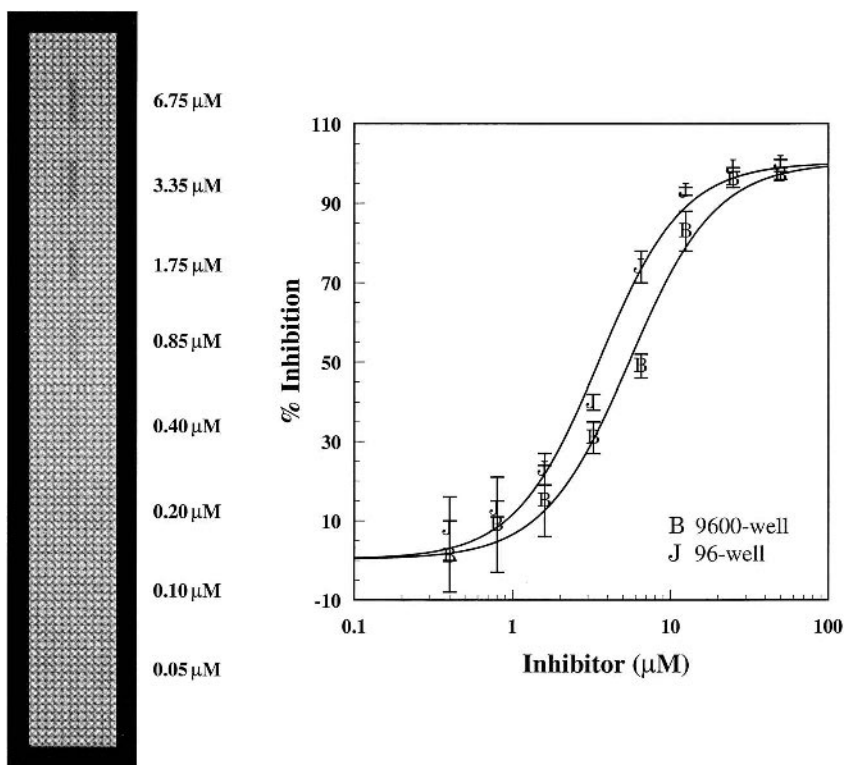 6.75 µM
3.35 µM
1.75 µM
0.85 µM
0.40 µM
0.20 µM
0.10 µM
0.05 µM
% Inhibition
110
90
70
50
30
10
-10
0.1
1
10
100
Inhibitor (µM)
J
J
J
J
J
J
J
J
B
B
B
B
B
B
B
B
B 9600-well
J 96-well